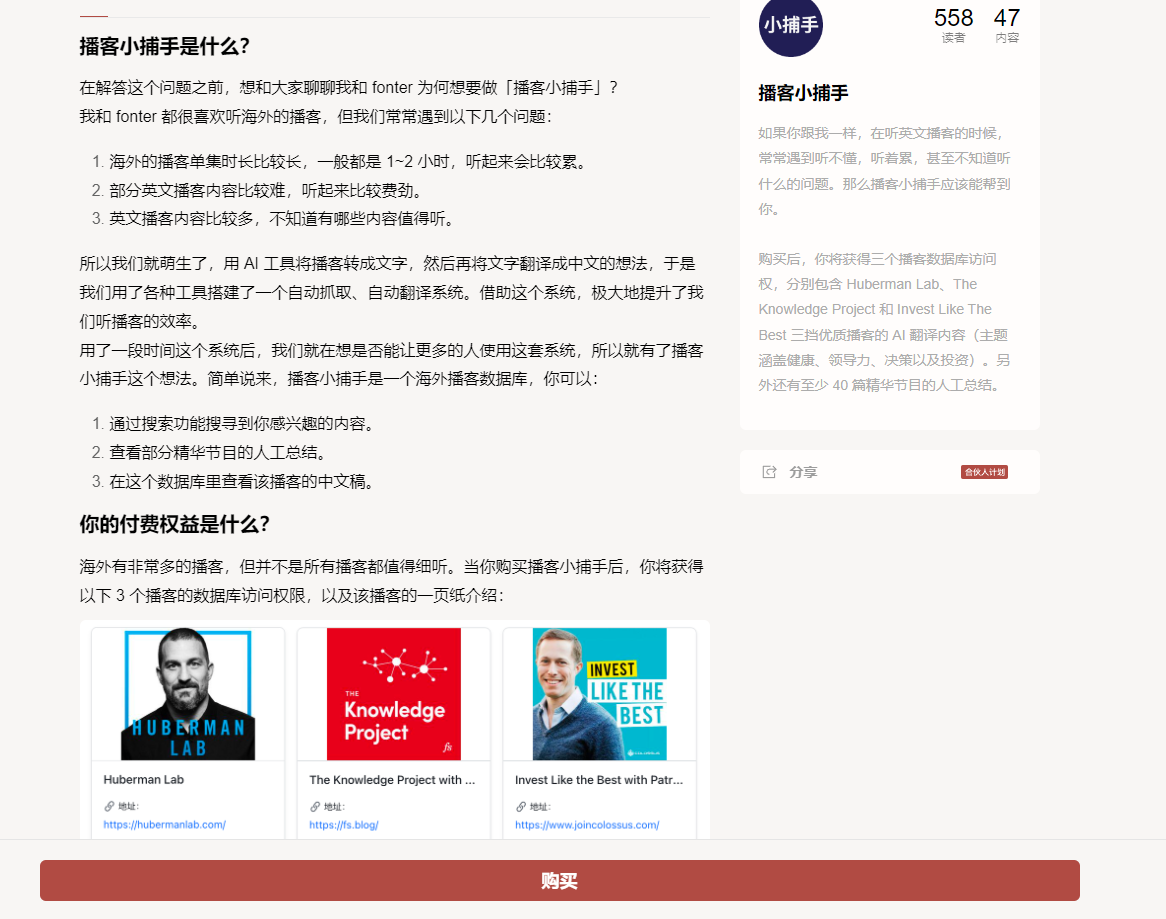 播客小捕手是什么？
在解答这个问题之前，想和大家聊聊我和 fonter 为何想要做「播客小捕手」？
我和 fonter 都很喜欢听海外的播客，但我们常常遇到以下几个问题：
1. 海外的播客单集时长比较长，一般都是 1~2 小时，听起来会比较累。
2. 部分英文播客内容比较难，听起来比较费劲。
3. 英文播客内容比较多，不知道有哪些内容值得听。
所以我们就萌生了，用 AI 工具将播客转成文字，然后再将文字翻译成中文的想法，于是
我们用了各种工具搭建了一个自动抓取、自动翻译系统。借助这个系统，极大地提升了我
们听播客的效率。
用了一段时间这个系统后，我们就在想是否能让更多的人使用这套系统，所以就有了播客
小捕手这个想法。简单说来，播客小捕手是一个海外播客数据库，你可以：
1. 通过搜索功能搜寻到你感兴趣的内容。
2. 查看部分精华节目的人工总结。
3. 在这个数据库里查看该播客的中文稿。
你的付费权益是什么？
海外有非常多的播客，但并不是所有播客都值得细听。当你购买播客小捕手后，你将获得
以下 3 个播客的数据库访问权限，以及该播客的一页纸介绍：
HUBERMAN
LAB
Huberman Lab
地址：
https://hubermanlab.com/
THE
Knowledge
Project
fs
The Knowledge Project with ...
地址：
https://fs.blog/
INVEST
LIKE THE
BEST
Invest Like the Best with Patr...
地址：
https://www.joincolossus.com/
小捕手
558
读者
47
内容
播客小捕手
如果你跟我一样，在听英文播客的时候，
常常遇到听不懂，听着累，甚至不知道听
什么的问题。那么播客小捕手应该能帮到
你。
购买后，你将获得三个播客数据库访问
权，分别包含 Huberman Lab、The
Knowledge Project 和 Invest Like The
Best 三挡优质播客的 AI 翻译内容（主题
涵盖健康、领导力、决策以及投资）。另
外还有至少 40 篇精华节目的人工总结。
分享
合伙人计划
购买